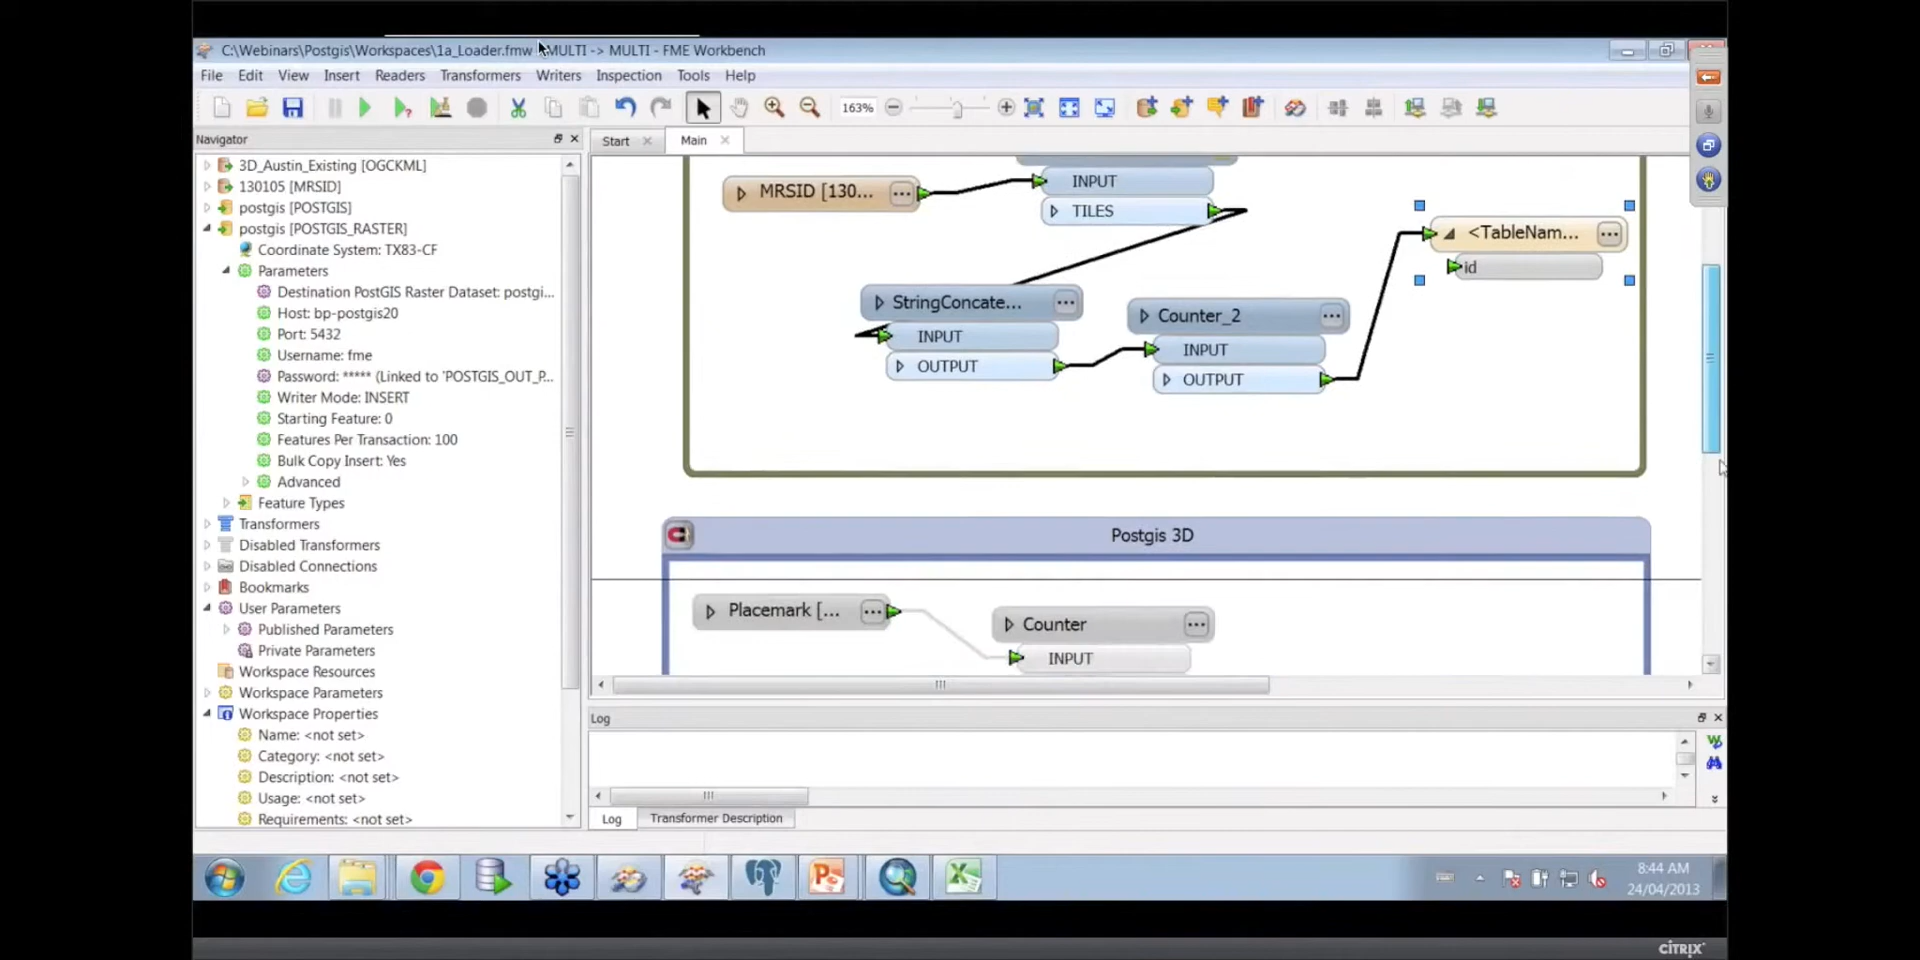 C:\Webinars\Postgis\Workspaces\1a_Loader.fmw MULTI -> MULTI - FME Workbench
File Edit View Insert Readers Transformers Writers Inspection Tools Help
163%
Navigator
Start Main
3D_Austin_Existing [OGCKML]
130105 [MRSID]
postgis [POSTGIS]
postgis [POSTGIS_RASTER]
Coordinate System: TX83-CF
Parameters
Destination PostGIS Raster Dataset: postgi...
Host: bp-postgis20
Port: 5432
Username: fme
Password: ***** (Linked to 'POSTGIS_OUT_P...
Writer Mode: INSERT
Starting Feature: 0
Features Per Transaction: 100
Bulk Copy Insert: Yes
Advanced
Feature Types
Transformers
Disabled Transformers
Disabled Connections
Bookmarks
User Parameters
Published Parameters
Private Parameters
Workspace Resources
Workspace Parameters
Workspace Properties
Name: <not set>
Category: <not set>
Description: <not set>
Usage: <not set>
Requirements: <not set>
MRSID [130...
INPUT
TILES
<TableNam...
id
StringConcate...
INPUT
OUTPUT
Counter_2
INPUT
OUTPUT
Postgis 3D
Placemark [...
Counter
INPUT
Log
Log Transformer Description
8:44 AM
24/04/2013
CITRIX